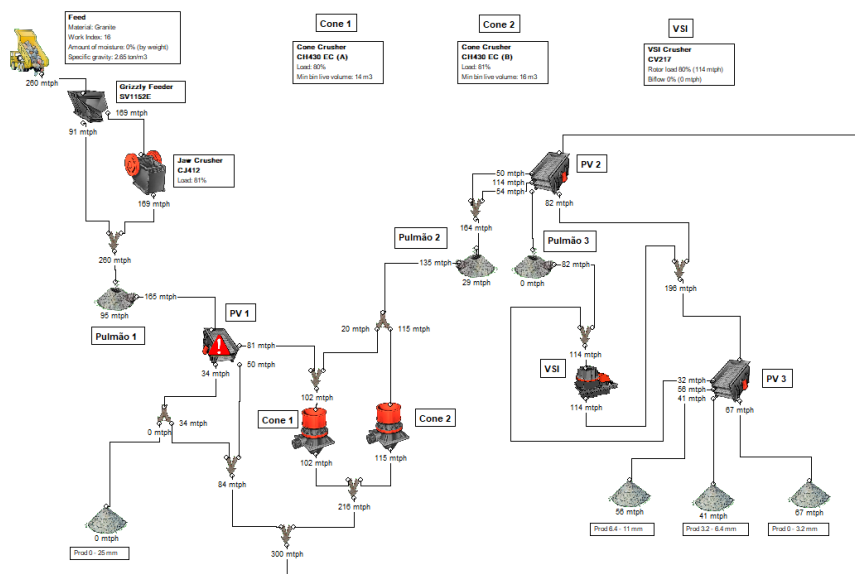 Feed
Material: Granite
Work Index: 16
Amount of moisture: 0% (by weight)
Specific gravity: 2.65 ton/m3
260 mtph
Grizzly Feeder
SV1152E
169 mtph
91 mtph
Jaw Crusher
CJ412
Load: 61%
169 mtph
260 mtph
165 mtph
95 mtph
Pulmão 1
PV 1
81 mtph
50 mtph
34 mtph
34 mtph
0 mtph
84 mtph
0 mtph
Prod 0 - 25 mm
300 mtph
Cone 1
Cone Crusher
CH430 EC (A)
Load: 80%
Min bin live volume: 14 m3
Cone 2
Cone Crusher
CH430 EC (B)
Load: 81%
Min bin live volume: 16 m3
VSI
VSI Crusher
CV217
Rotor load 60% (114 mtph)
Biflow 0% (0 mtph)
PV 2
50 mtph
114 mtph
54 mtph
82 mtph
164 mtph
Pulmão 2
Pulmão 3
135 mtph
29 mtph
82 mtph
0 mtph
20 mtph
115 mtph
102 mtph
Cone 1
Cone 2
102 mtph
115 mtph
216 mtph
196 mtph
114 mtph
VSI
114 mtph
32 mtph
56 mtph
41 mtph
PV 3
67 mtph
56 mtph
41 mtph
67 mtph
Prod 6.4 - 11 mm
Prod 3.2 - 6.4 mm
Prod 0 - 3.2 mm